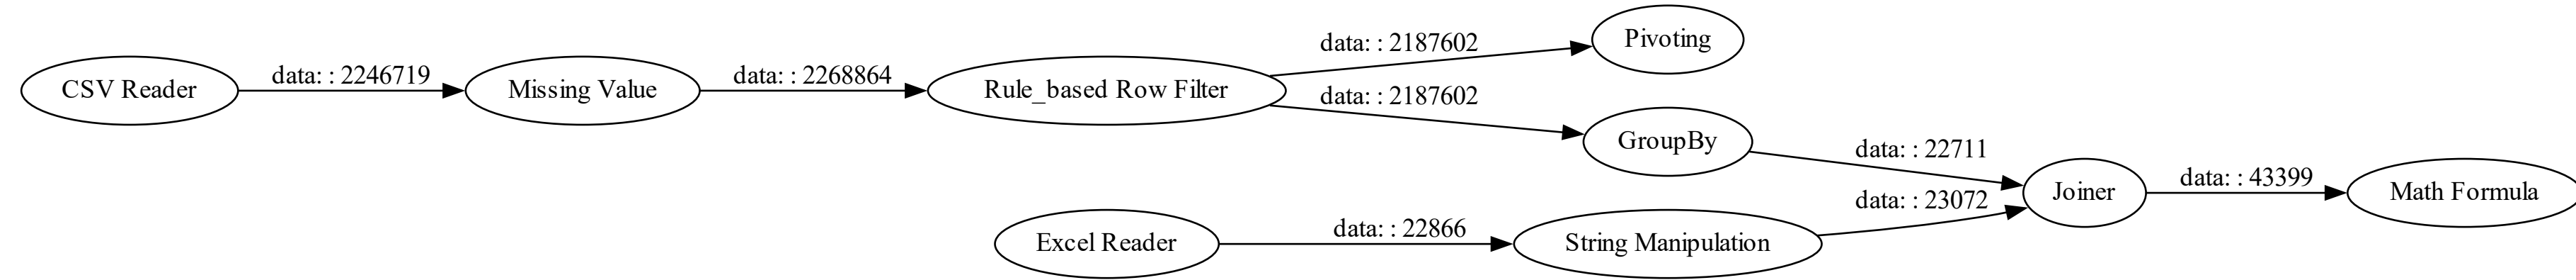 CSV Reader
data: : 2246719
Missing Value
data: : 2268864
Rule_based Row Filter
data: : 2187602
Pivoting
data: : 2187602
GroupBy
data: : 22711
Excel Reader
data: : 22866
String Manipulation
data: : 23072
Joiner
data: : 43399
Math Formula